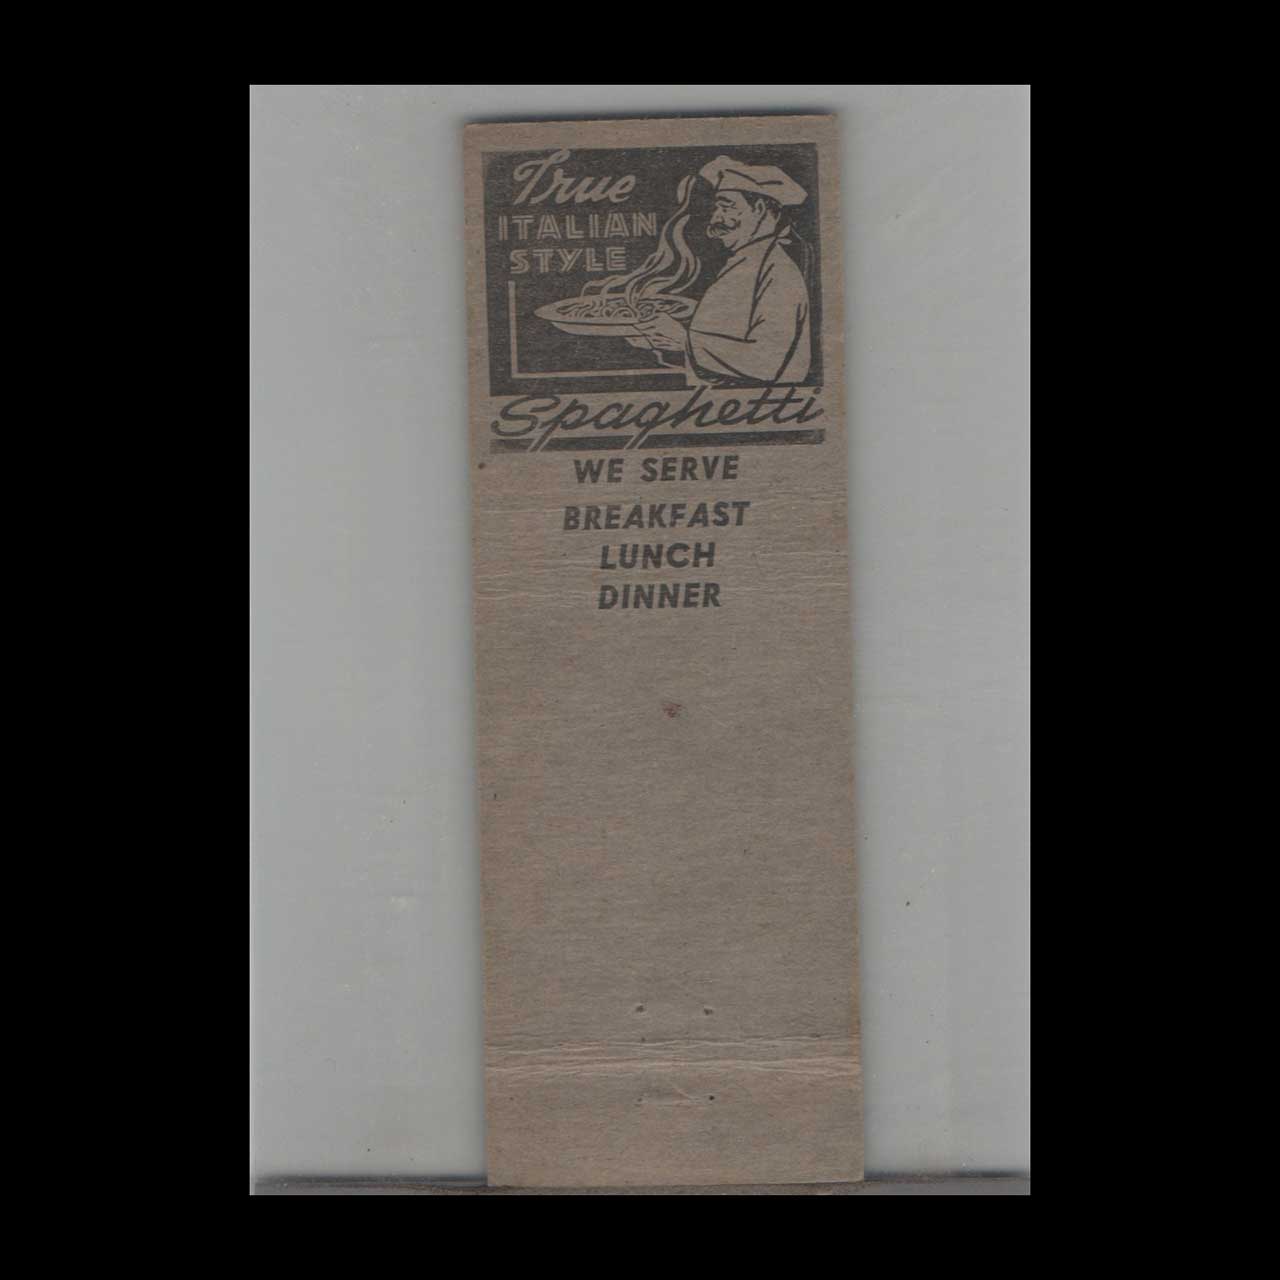 True
ITALIAN
STYLE
Spaghetti
WE SERVE
BREAKFAST
LUNCH
DINNER